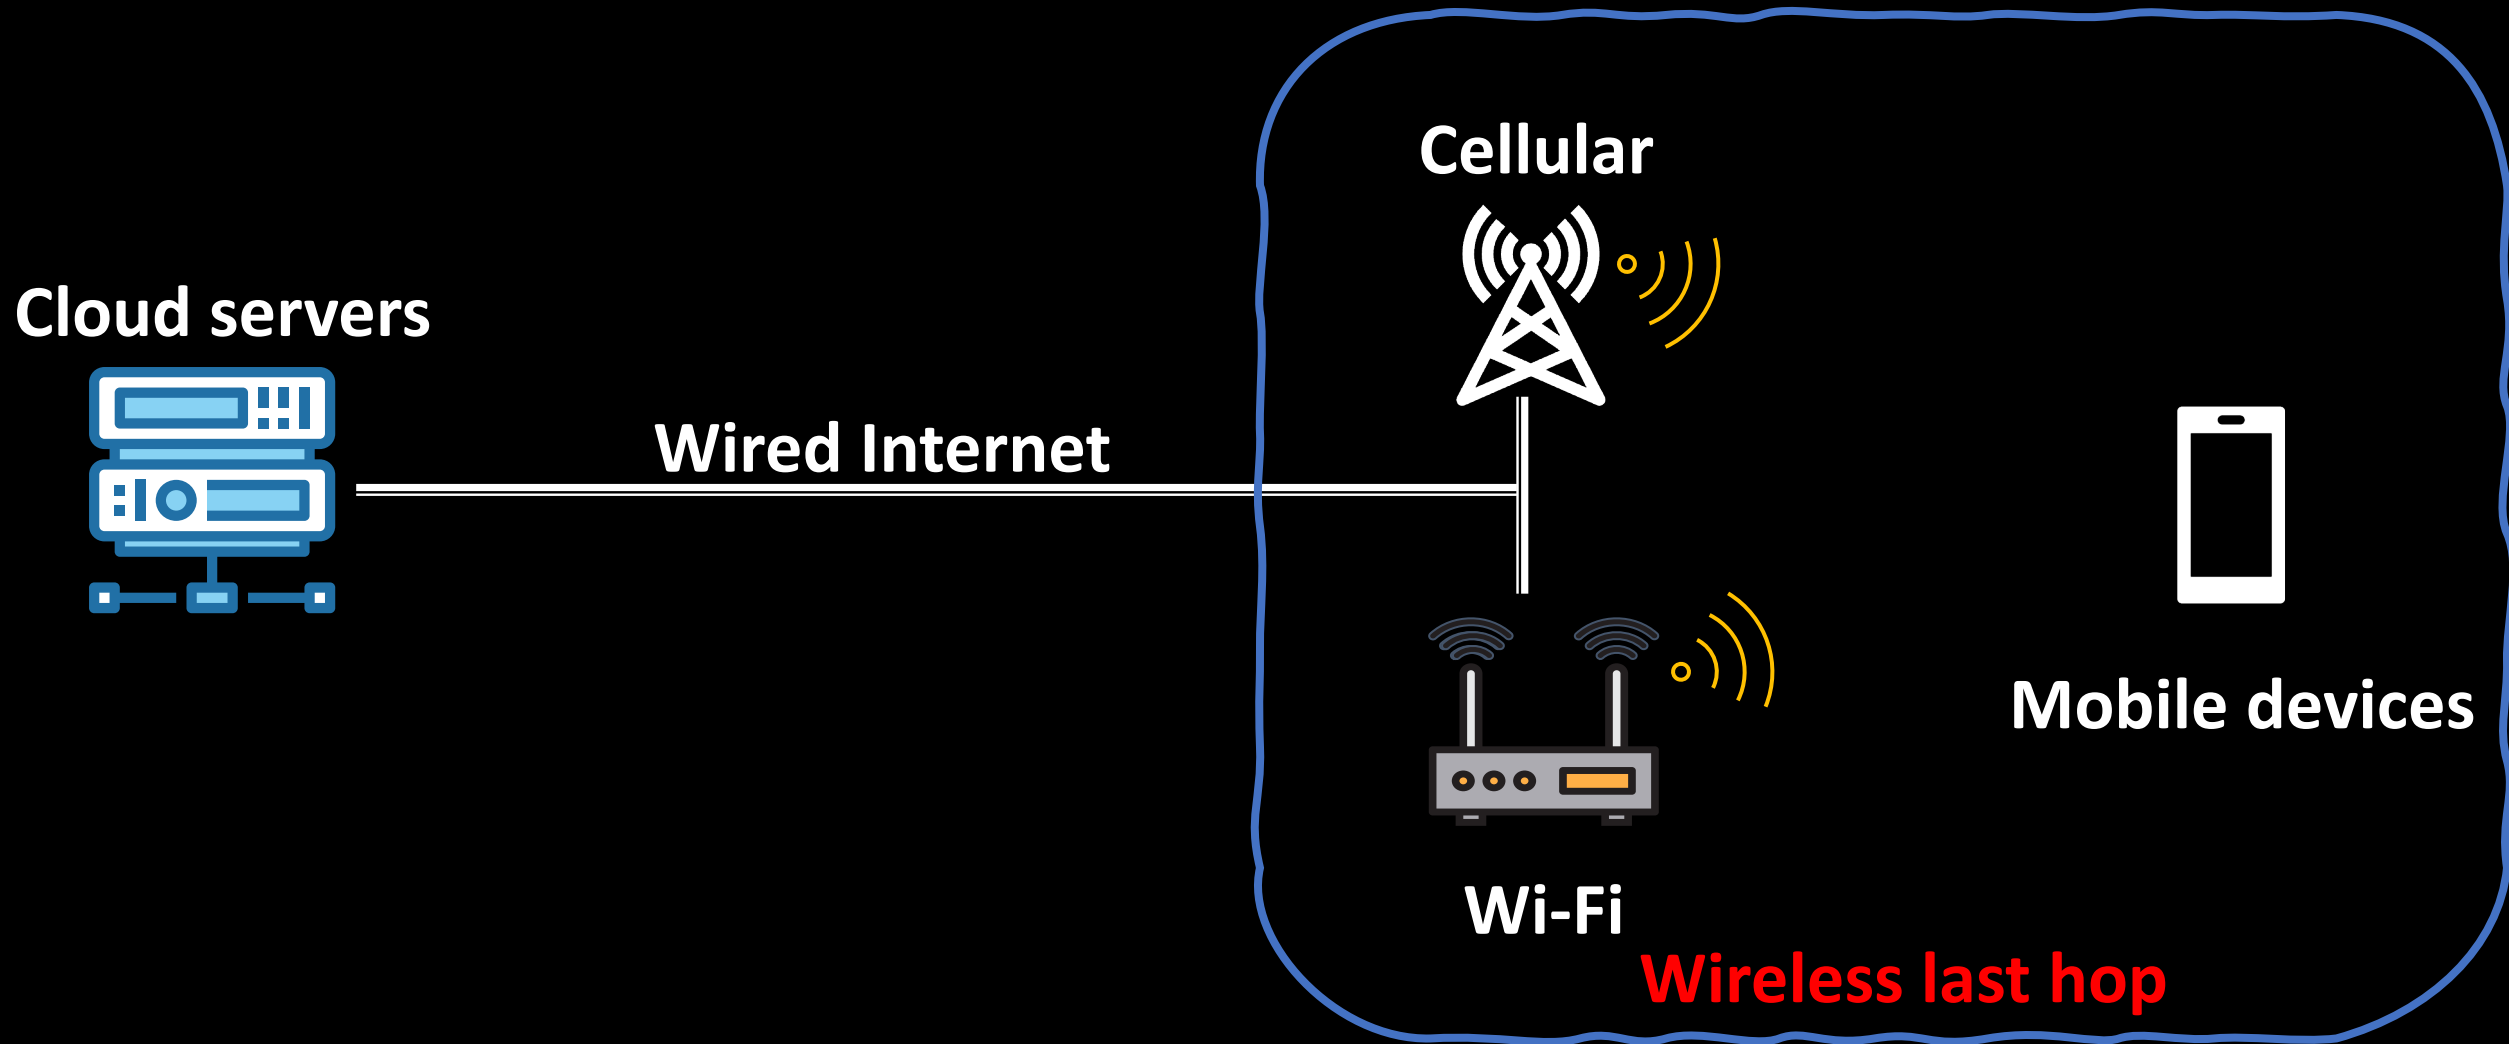 Cellular
Cloud servers
Wired Internet
Mobile devices
Wi-Fi
Wireless last hop